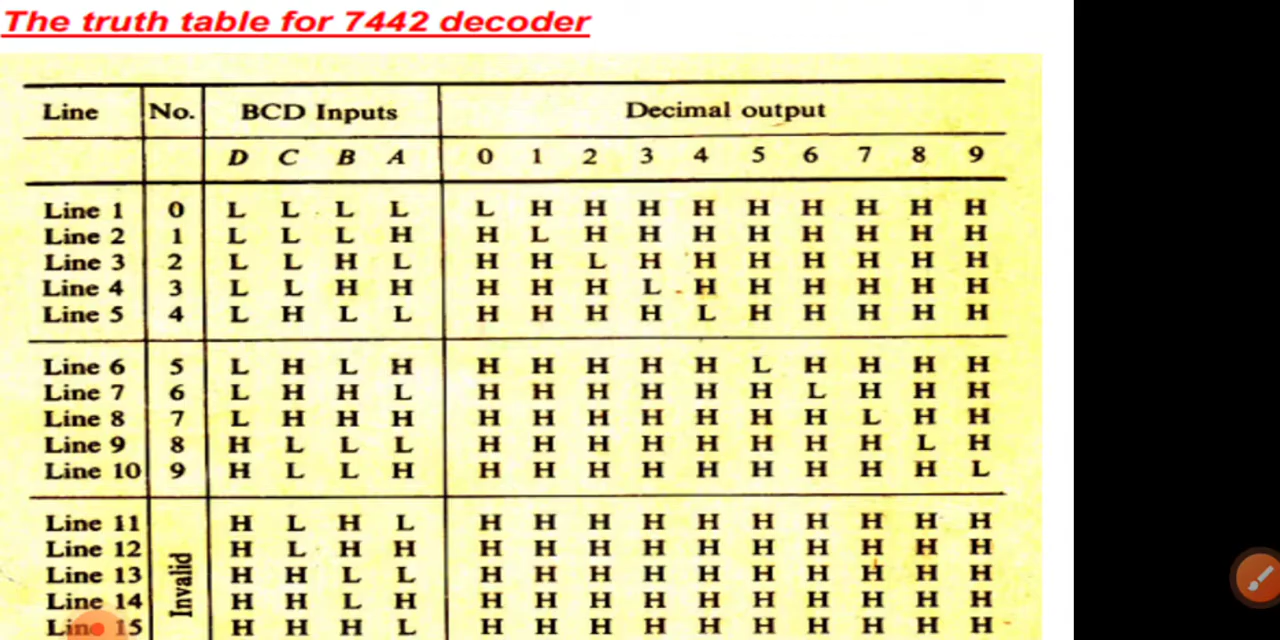 The truth table for 7442 decoder
Line No. BCD Inputs Decimal output
D C B A 0 1 2 3 4 5 6 7 8 9
Line 1 0 L L L L L H H H H H H H H H
Line 2 1 L L L H H L H H H H H H H H
Line 3 2 L L H L H H L H H H H H H H
Line 4 3 L L H H H H H L H H H H H H
Line 5 4 L H L L H H H H L H H H H H
Line 6 5 L H L H H H H H H L H H H H
Line 7 6 L H H L H H H H H H L H H H
Line 8 7 L H H H H H H H H H H L H H
Line 9 8 H L L L H H H H H H H H L H
Line 10 9 H L L H H H H H H H H H H L
Line 11 H L H L H H H H H H H H H H
Line 12 H L H H H H H H H H H H H H
Line 13 Invalid H H L L H H H H H H H H H H
Line 14 H H L H H H H H H H H H H H
Line 15 H H H L H H H H H H H H H H